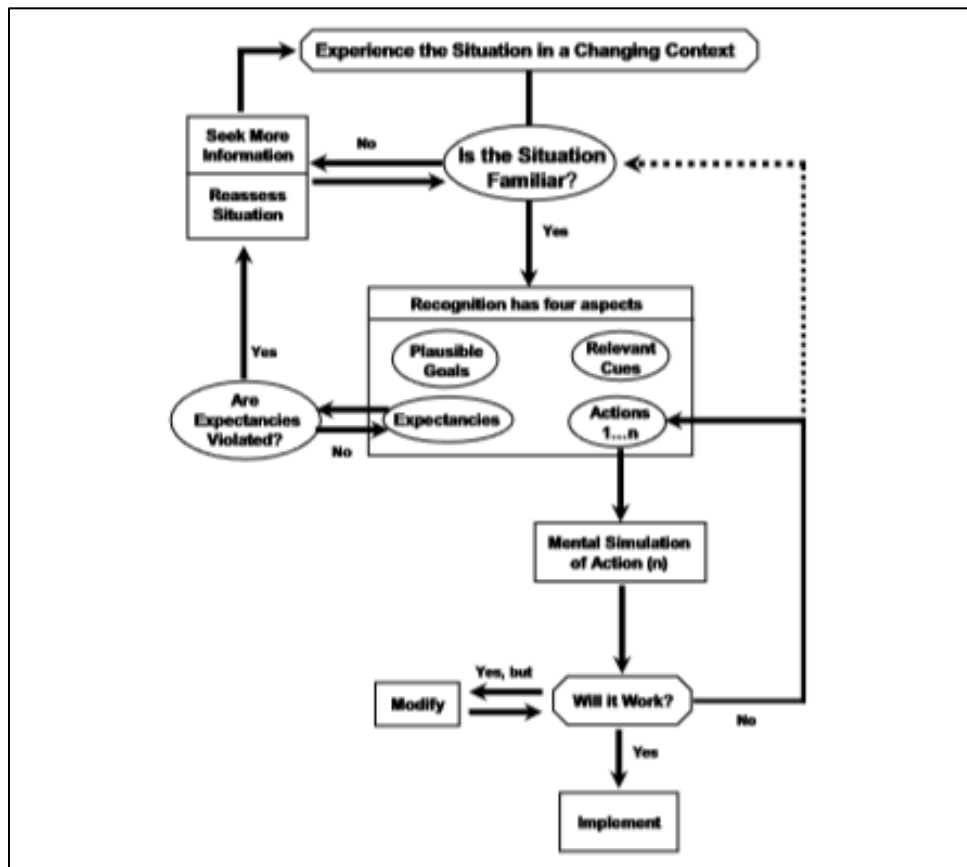 Experience the Situation in a Changing Context
Seek More
Information
No
Is the Situation
Familiar?
Reassess
Situation
Yes
Recognition has four aspects
Plausible
Goals
Relevant
Cues
Yes
Are
Expectancies
Violated?
Expectancies
Actions
1...n
No
Mental Simulation
of Action (n)
Yes, but
Modify
Will it Work?
No
Yes
Implement